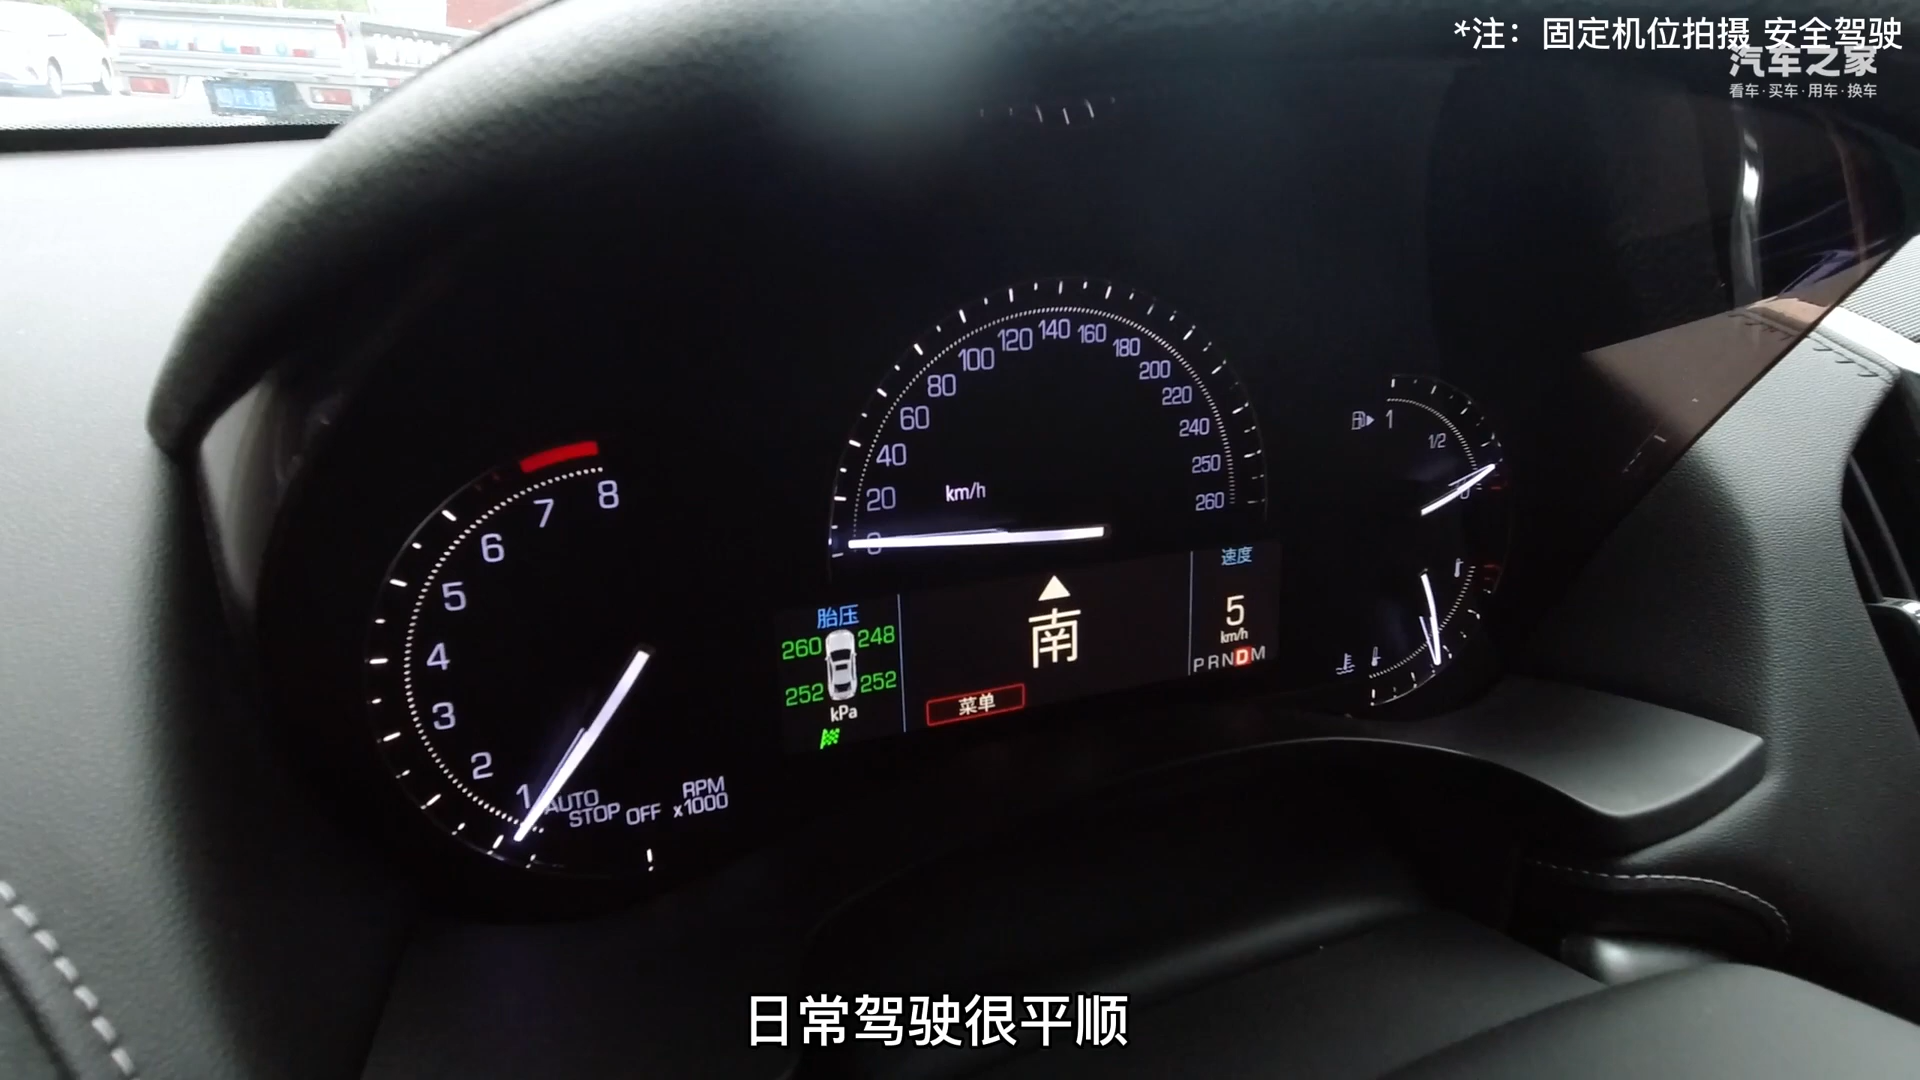 *注：固定机位拍摄 安全驾驶
汽车之家
看车·买车·用车·换车
8
7
6
5
4
3
2
1
AUTO
STOP OFF
RPM
x1000
0
20
40
60
80
100
120
140
160
180
200
220
240
250
260
km/h
胎压
260 248
252 252
kPa
南
菜单
速度
5
km/h
PRNDM
1
1/2
日常驾驶很平顺